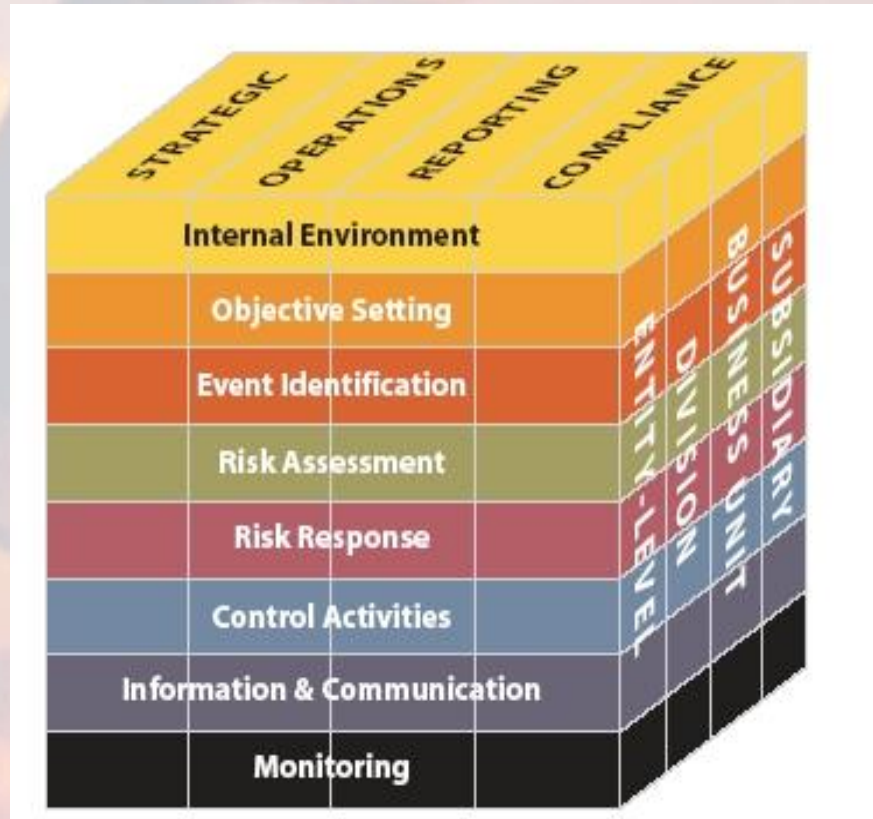 STRATEGIC
OPERATIONS
REPORTING
COMPLIANCE
Internal Environment
Objective Setting
Event Identification
Risk Assessment
Risk Response
Control Activities
Information & Communication
Monitoring
ENTITY-LEVEL
DIVISION
BUSINESS UNIT
SUBSIDIARY